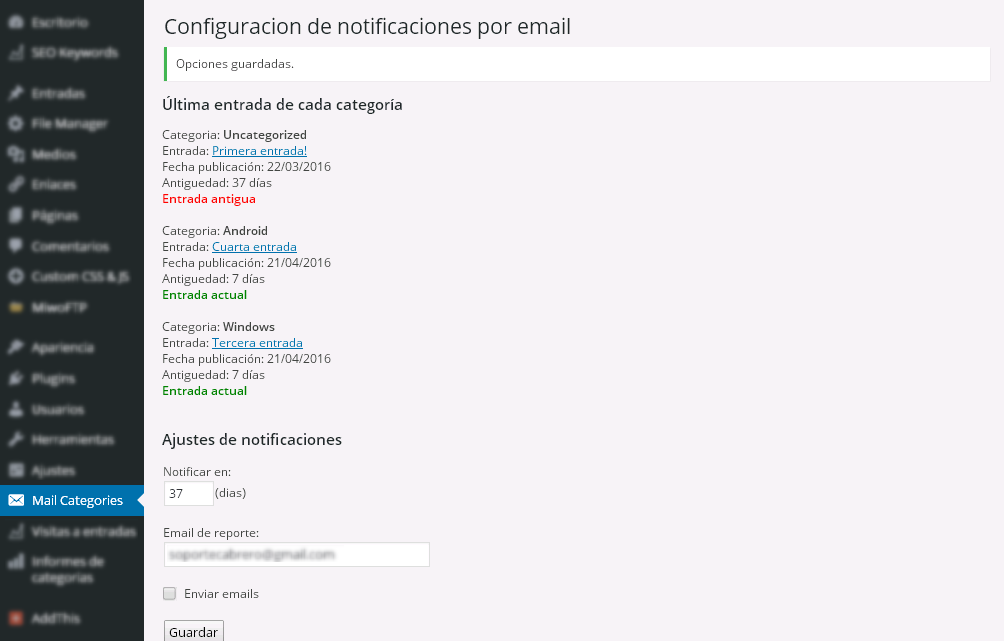 Escritorio
SEO Keywords
Entradas
File Manager
Medios
Enlaces
Páginas
Comentarios
Custom CSS & JS
MiwoFTP
Apariencia
Plugins
Usuarios
Herramientas
Ajustes
Mail Categories
Visitas a entradas
Informes de
categorias
AddThis
Configuracion de notificaciones por email
Opciones guardadas.
Última entrada de cada categoría
Categoria: Uncategorized
Entrada: Primera entrada!
Fecha publicación: 22/03/2016
Antiguedad: 37 días
Entrada antigua
Categoria: Android
Entrada: Cuarta entrada
Fecha publicación: 21/04/2016
Antiguedad: 7 días
Entrada actual
Categoria: Windows
Entrada: Tercera entrada
Fecha publicación: 21/04/2016
Antiguedad: 7 días
Entrada actual
Ajustes de notificaciones
Notificar en:
37 (dias)
Email de reporte:
Enviar emails
Guardar